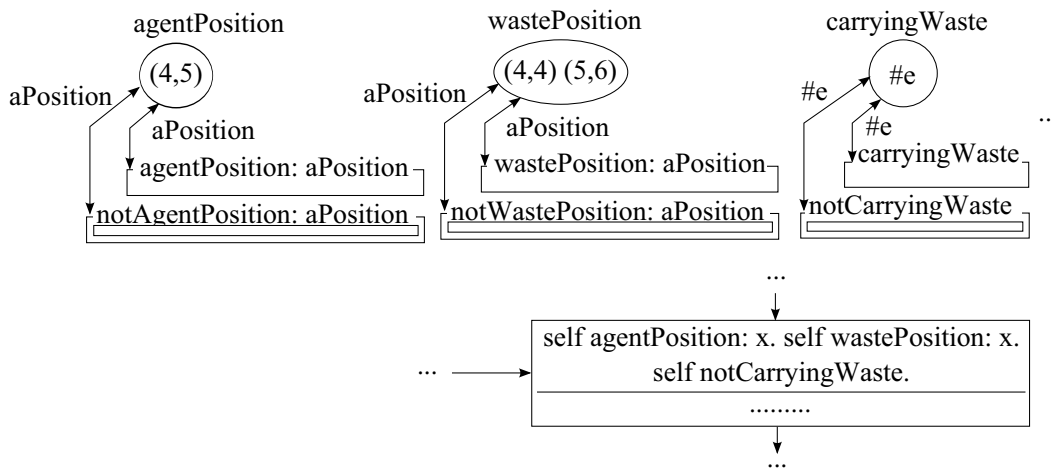 agentPosition
wastePosition
carryingWaste
(4,5)
(4,4) (5,6)
#e
aPosition
aPosition
#e
aPosition
aPosition
#e
..
agentPosition: aPosition
wastePosition: aPosition
carryingWaste
notAgentPosition: aPosition
notWastePosition: aPosition
notCarryingWaste
...
self agentPosition: x. self wastePosition: x.
... self notCarryingWaste.
.........
...